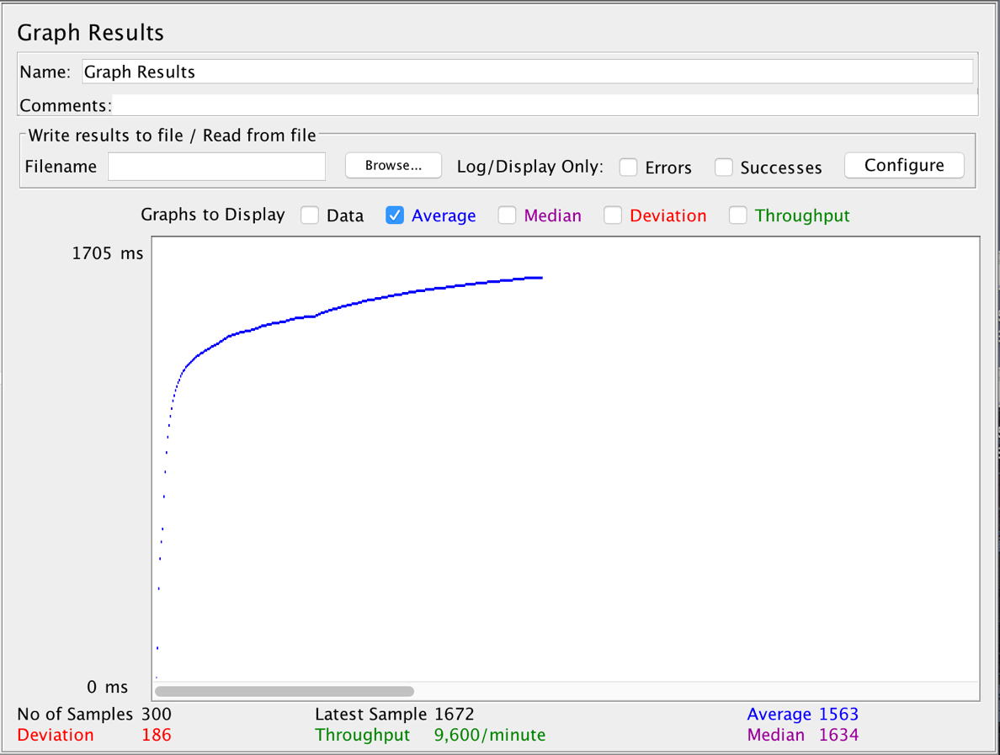 Graph Results
Name: Graph Results
Comments:
Write results to file / Read from file
Filename Browse... Log/Display Only: Errors Successes Configure
Graphs to Display Data Average Median Deviation Throughput
1705 ms
0 ms
No of Samples 300 Latest Sample 1672 Average 1563
Deviation 186 Throughput 9,600/minute Median 1634